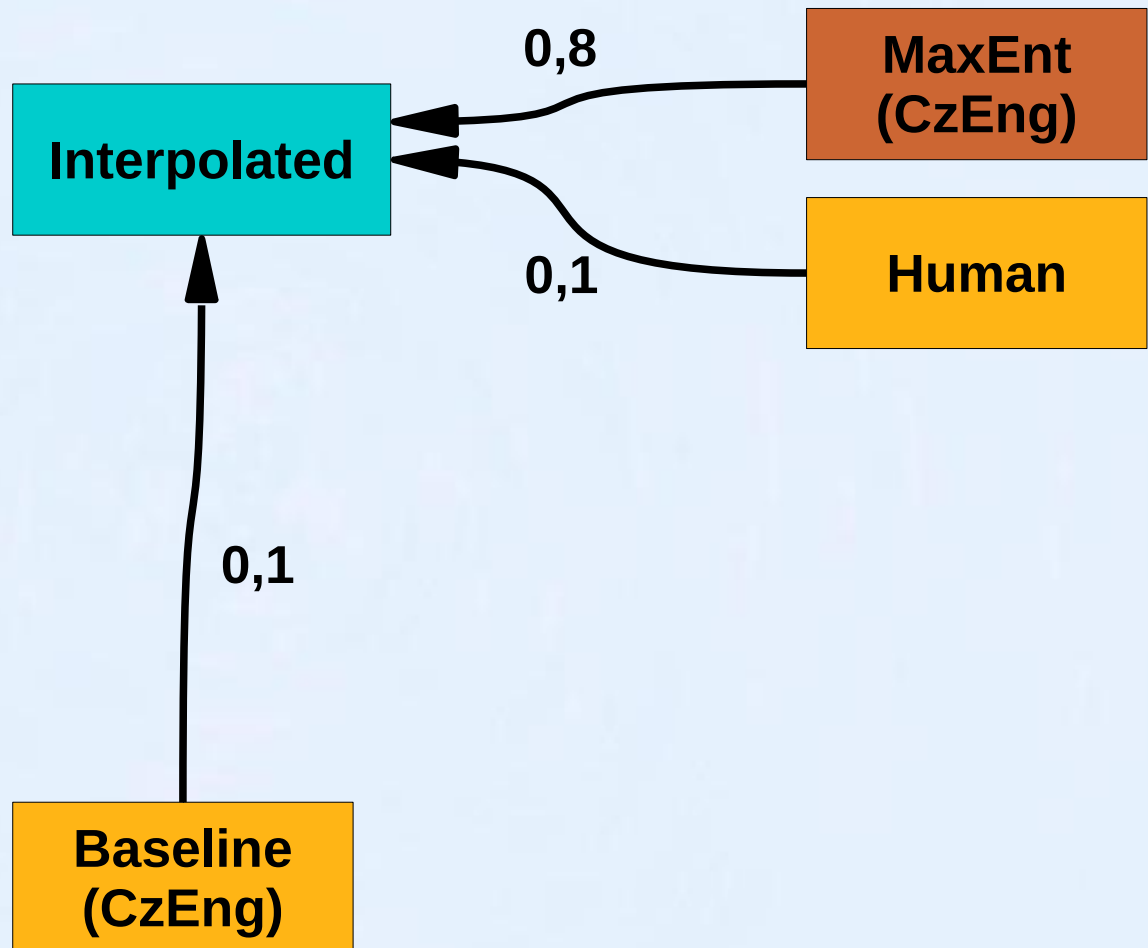 0,8
MaxEnt
(CzEng)
Interpolated
0,1
Human
0,1
Baseline
(CzEng)